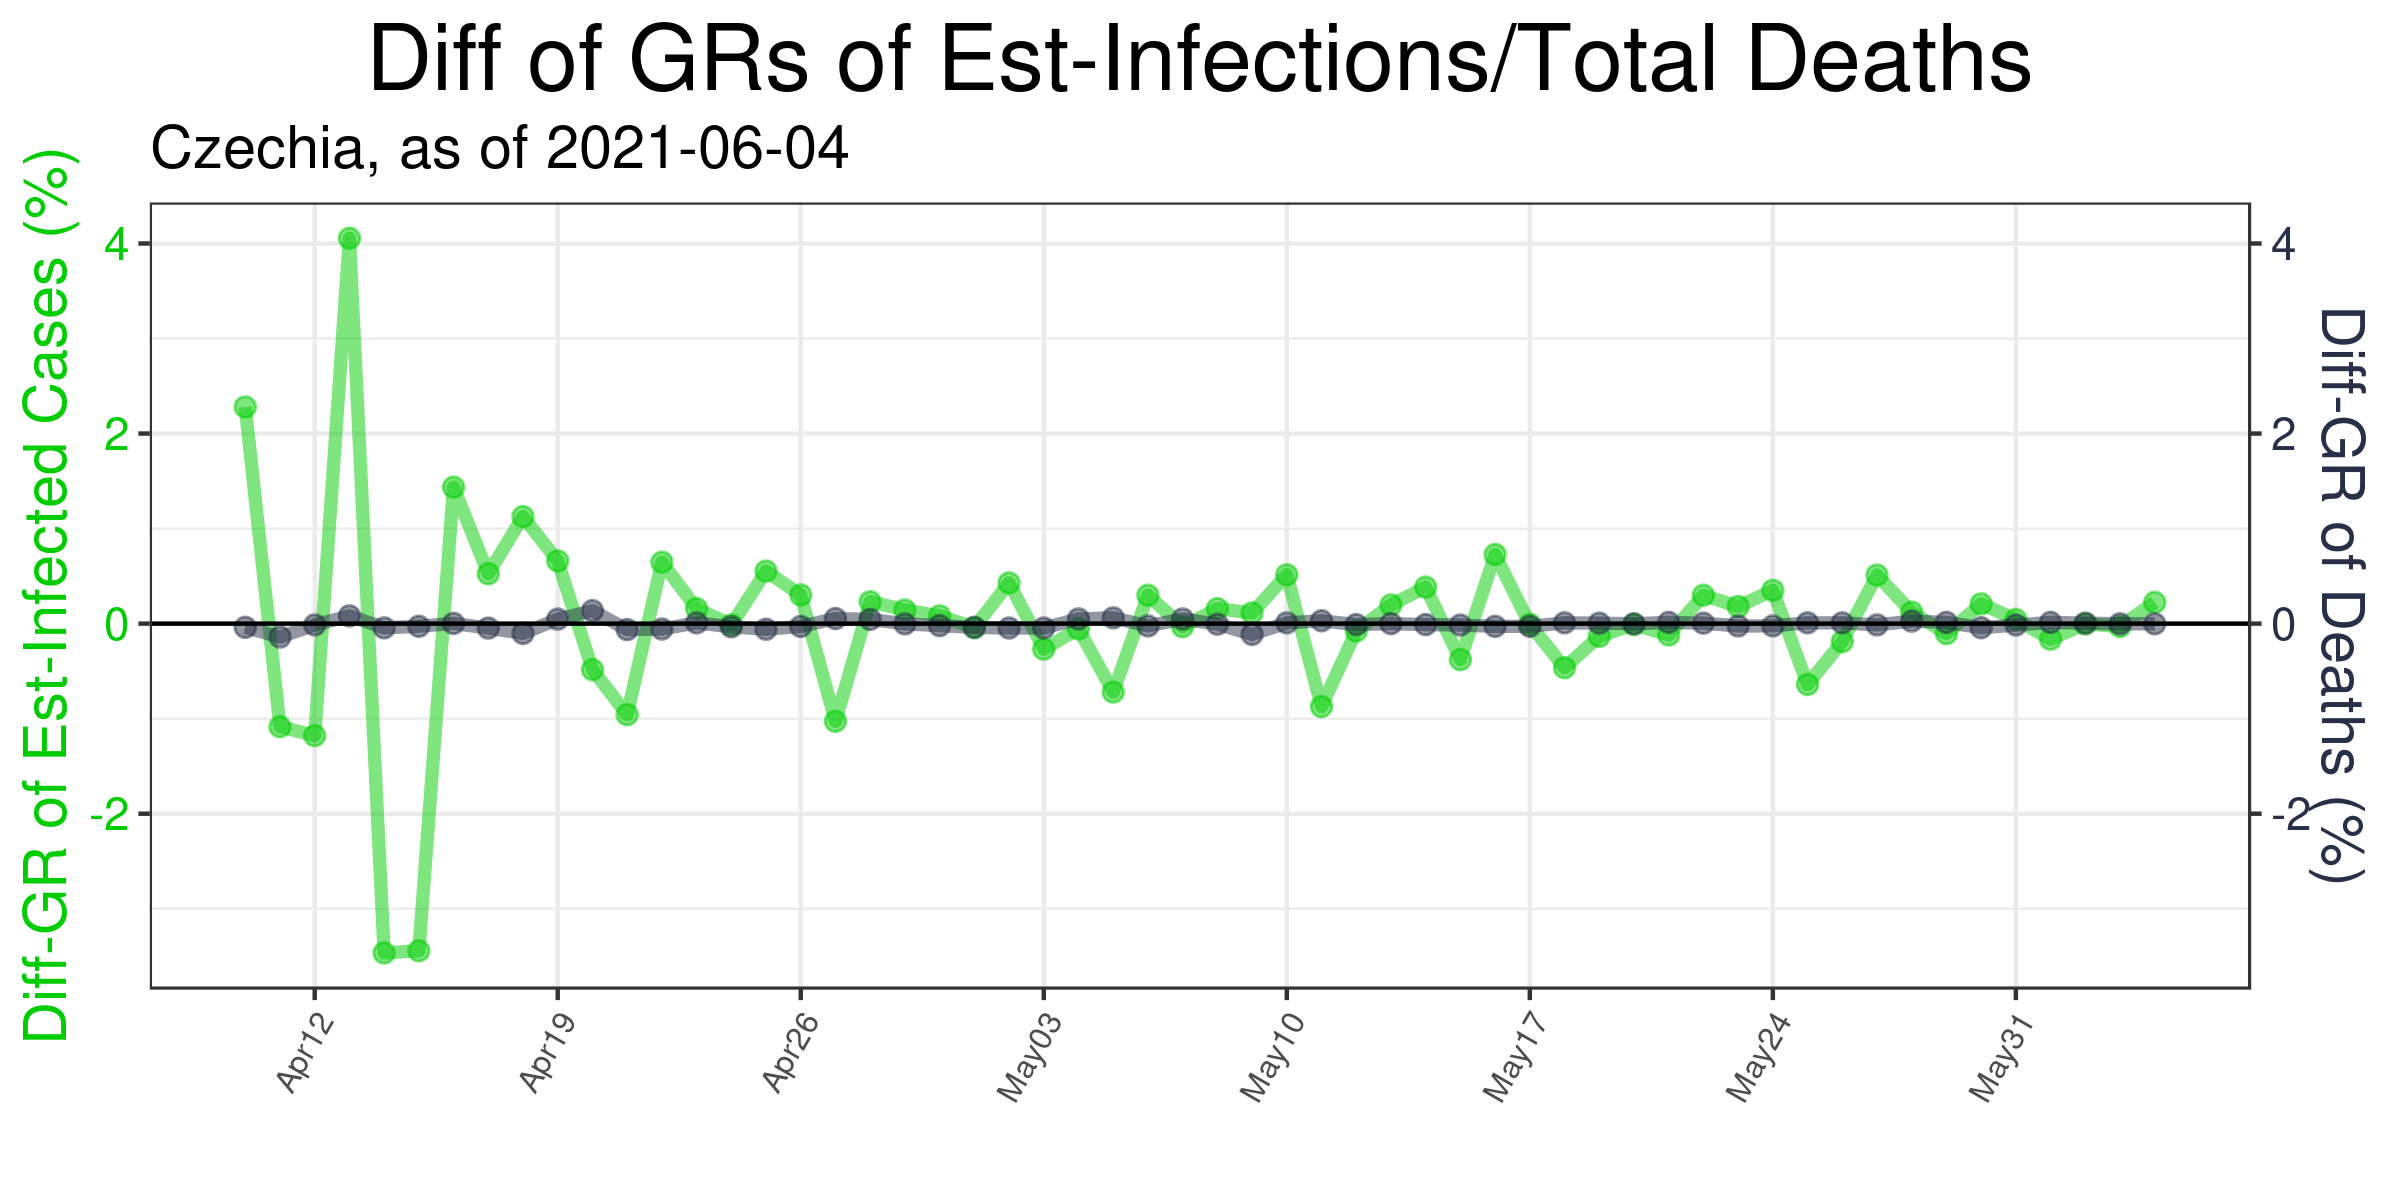 Diff of GRs of Est-Infections/Total Deaths
Czechia, as of 2021-06-04
Diff-GR of Est-Infected Cases (%)
4
2
0
-2
4
2
0
-2
Diff-GR of Deaths (%)
Apr12
Apr19
Apr26
May03
May10
May17
May24
May31